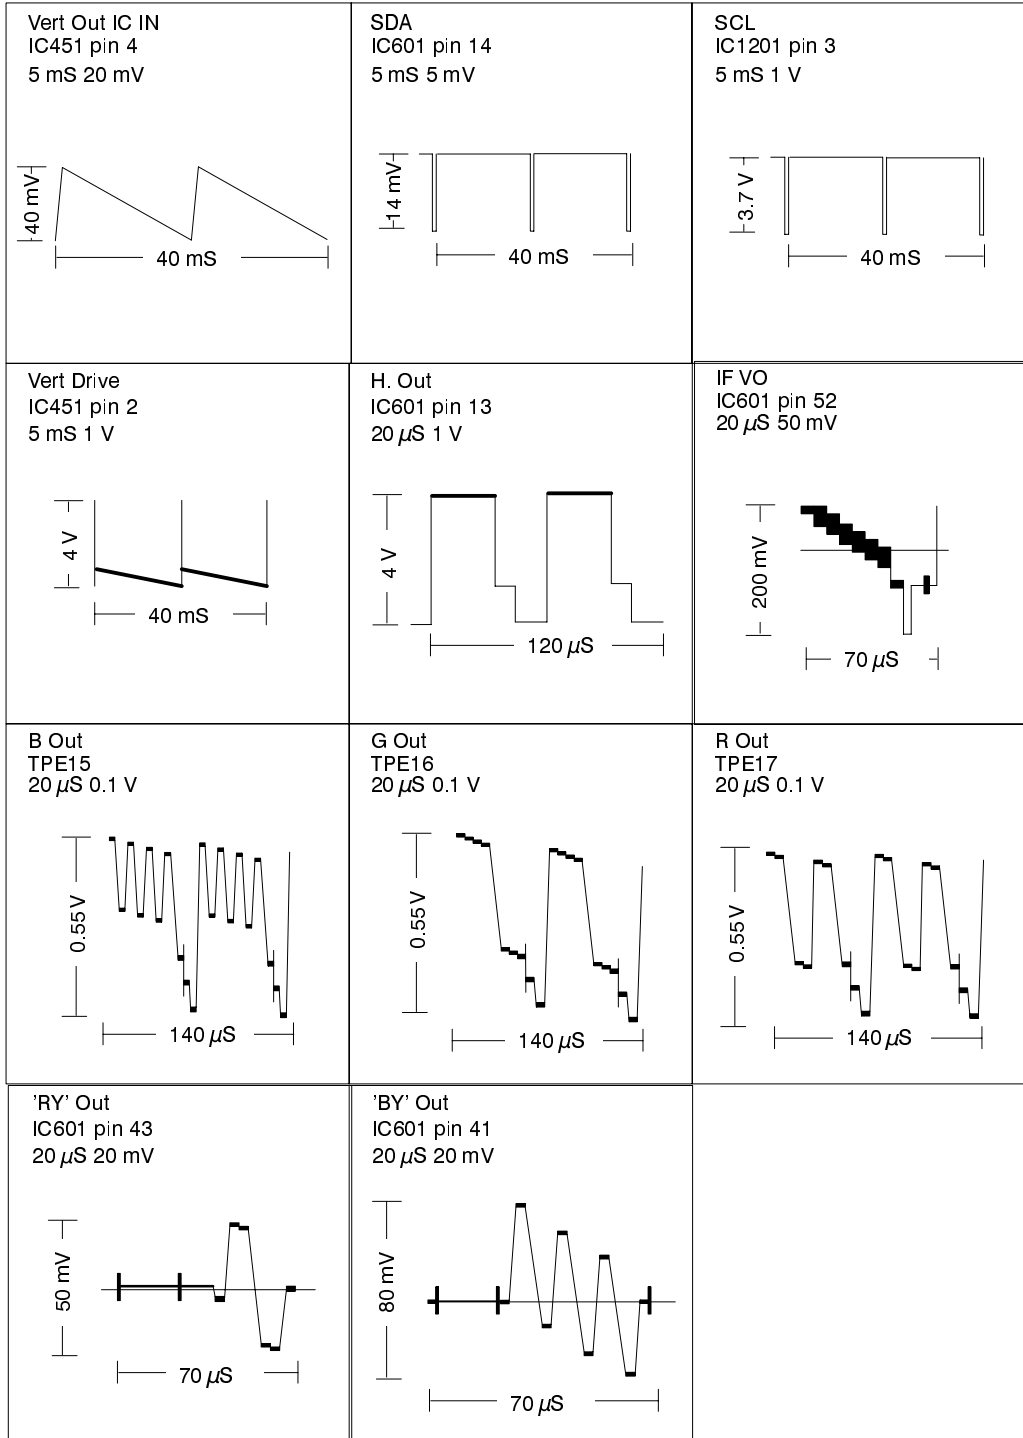 Vert Out IC IN
IC451 pin 4
5 mS 20 mV
40 mV
40 mS
SDA
IC601 pin 14
5 mS 5 mV
14 mV
40 mS
SCL
IC1201 pin 3
5 mS 1 V
3.7 V
40 mS
Vert Drive
IC451 pin 2
5 mS 1 V
4 V
40 mS
H. Out
IC601 pin 13
20 µS 1 V
4 V
120 µS
IF VO
IC601 pin 52
20 µS 50 mV
200 mV
70 µS
B Out
TPE15
20 µS 0.1 V
0.55 V
140 µS
G Out
TPE16
20 µS 0.1 V
0.55 V
140 µS
R Out
TPE17
20 µS 0.1 V
0.55 V
140 µS
'RY' Out
IC601 pin 43
20 µS 20 mV
50 mV
70 µS
'BY' Out
IC601 pin 41
20 µS 20 mV
80 mV
70 µS